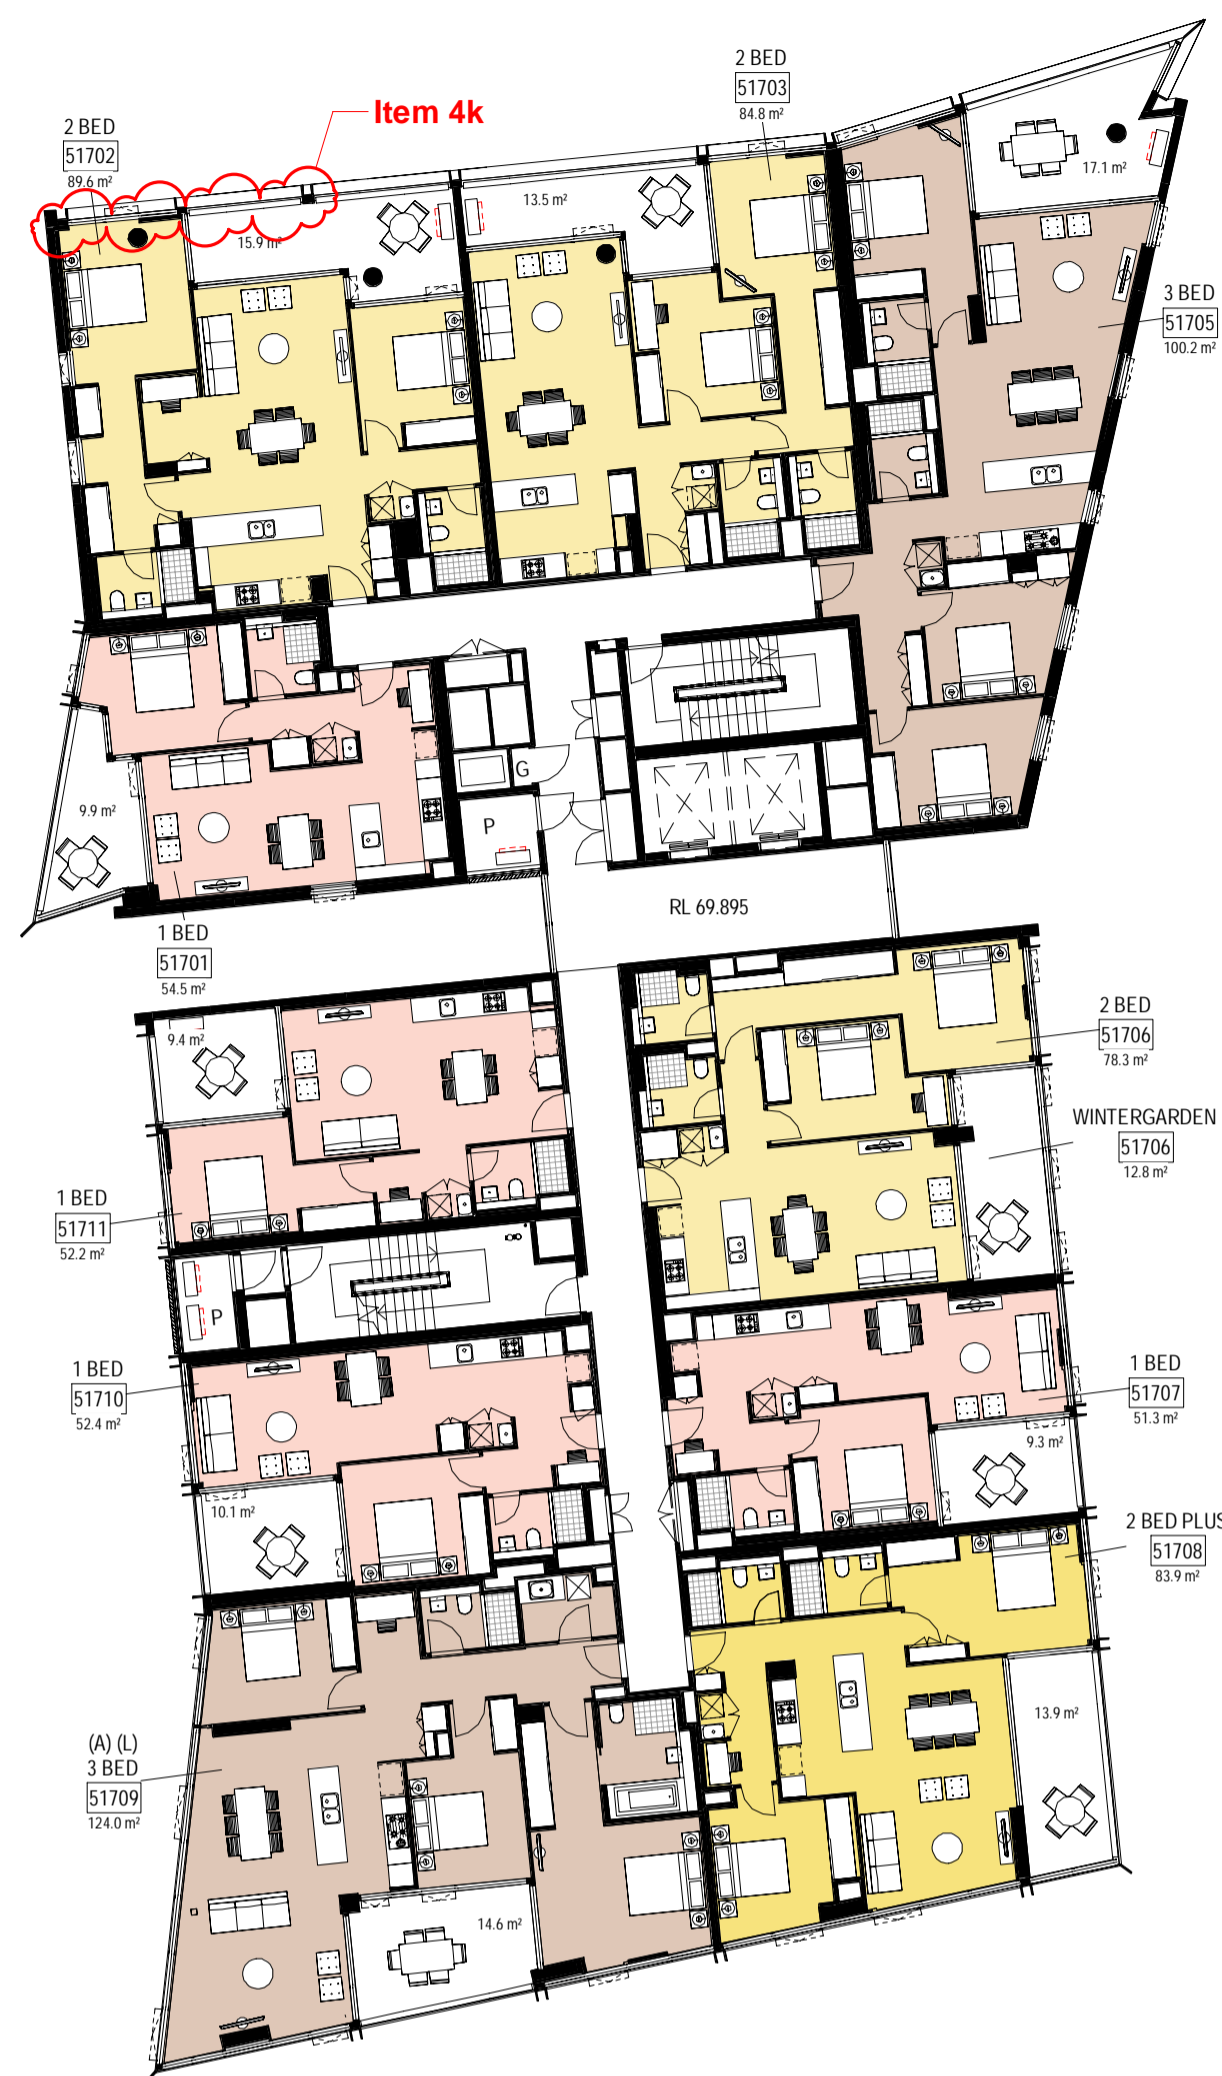 2 BED
51703
84.8 m²
Item 4k
2 BED
51702
89.6 m²
17.1 m²
13.5 m²
15.9 m²
3 BED
51705
100.2 m²
G
9.9 m²
P
RL 69.895
1 BED
51701
54.5 m²
2 BED
51706
78.3 m²
9.4 m²
WINTERGARDEN
51706
12.8 m²
1 BED
51711
52.2 m²
P
1 BED
51710
52.4 m²
1 BED
51707
51.3 m²
9.3 m²
10.1 m²
2 BED PLUS
51708
83.9 m²
13.9 m²
(A) (L)
3 BED
51709
124.0 m²
14.6 m²